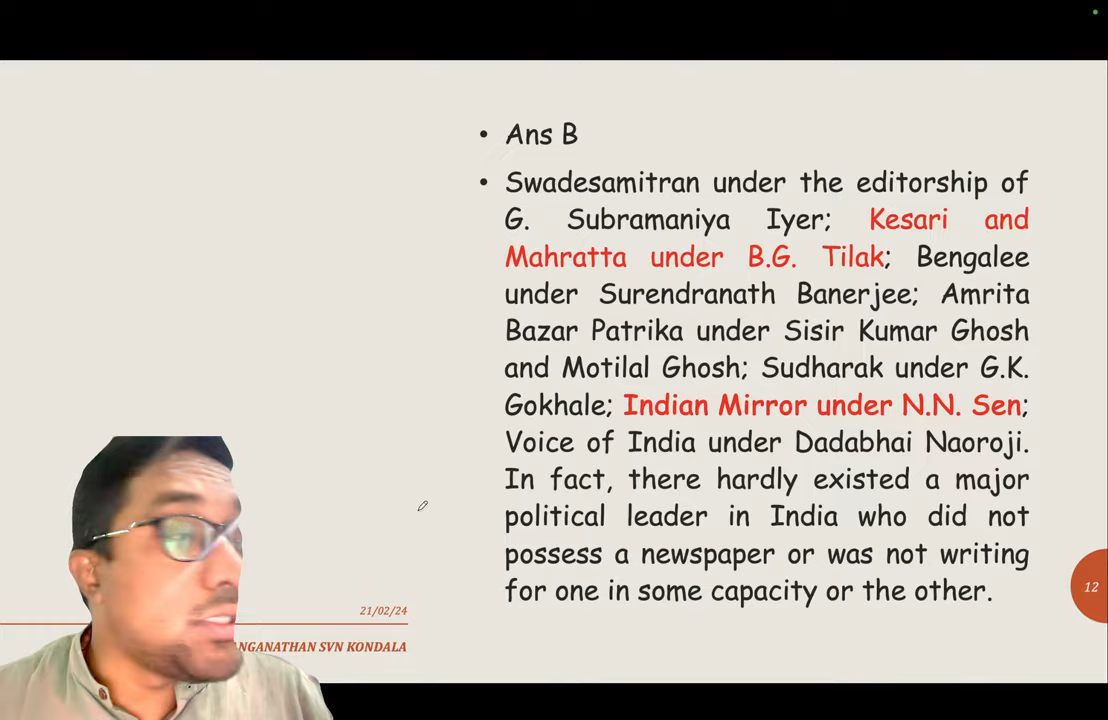 • Ans B
• Swadesamitran under the editorship of
G. Subramaniya Iyer; Kesari and
Mahratta under B.G. Tilak; Bengalee
under Surendranath Banerjee; Amrita
Bazar Patrika under Sisir Kumar Ghosh
and Motilal Ghosh; Sudharak under G.K.
Gokhale; Indian Mirror under N.N. Sen;
Voice of India under Dadabhai Naoroji.
In fact, there hardly existed a major
political leader in India who did not
possess a newspaper or was not writing
for one in some capacity or the other.
12
21/02/24
SVN KONDALA